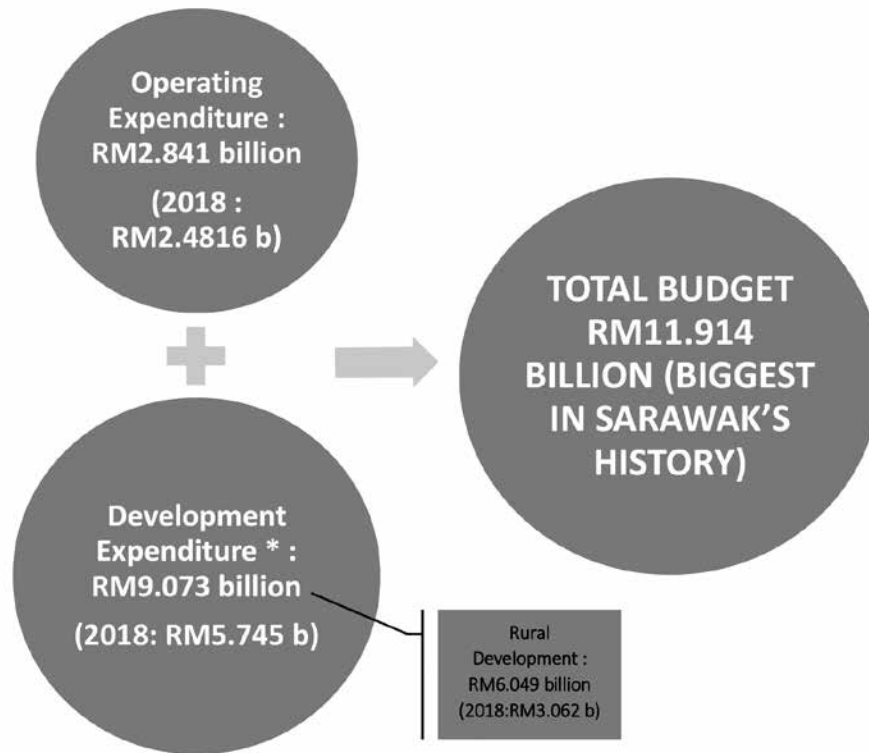 Operating
Expenditure :
RM2.841 billion
(2018 :
RM2.4816 b)
TOTAL BUDGET
RM11.914
BILLION (BIGGEST
IN SARAWAK’S
HISTORY)
Development
Expenditure * :
RM9.073 billion
(2018: RM5.745 b)
Rural
Development :
RM6.049 billion
(2018:RM3.062 b)